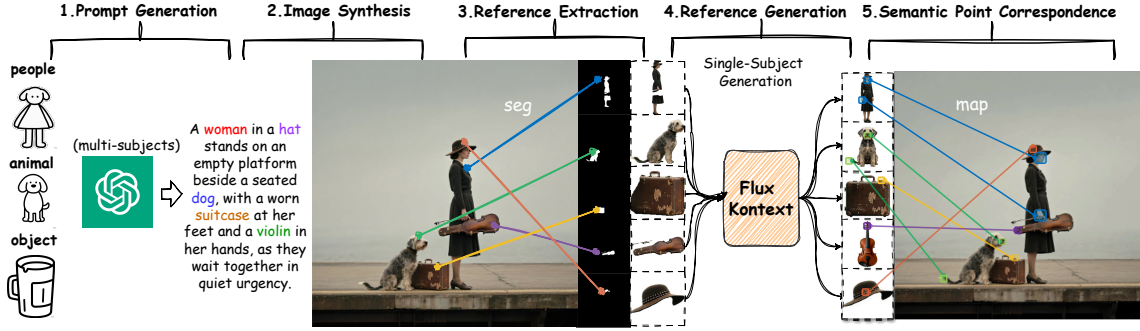 1.Prompt Generation
2.Image Synthesis
3.Reference Extraction
4.Reference Generation
5.Semantic Point Correspondence
people
animal
object
(multi-subjects)
A woman in a hat
stands on an
empty platform
beside a seated
dog, with a worn
suitcase at her
feet and a violin in
her hands, as they
wait together in
quiet urgency.
seg
Single-Subject
Generation
Flux
Kontext
map